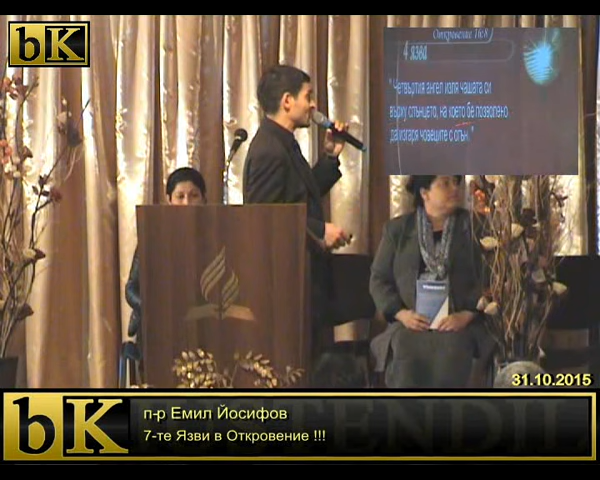 bK
Откровение 16:8
4 язва
"Четвъртия ангел изля чашата си
върху слънцето, на което бе позволено
да изгаря човеците с огън."
31.10.2015
bK
п-р Емил Йосифов
7-те Язви в Откровение !!!